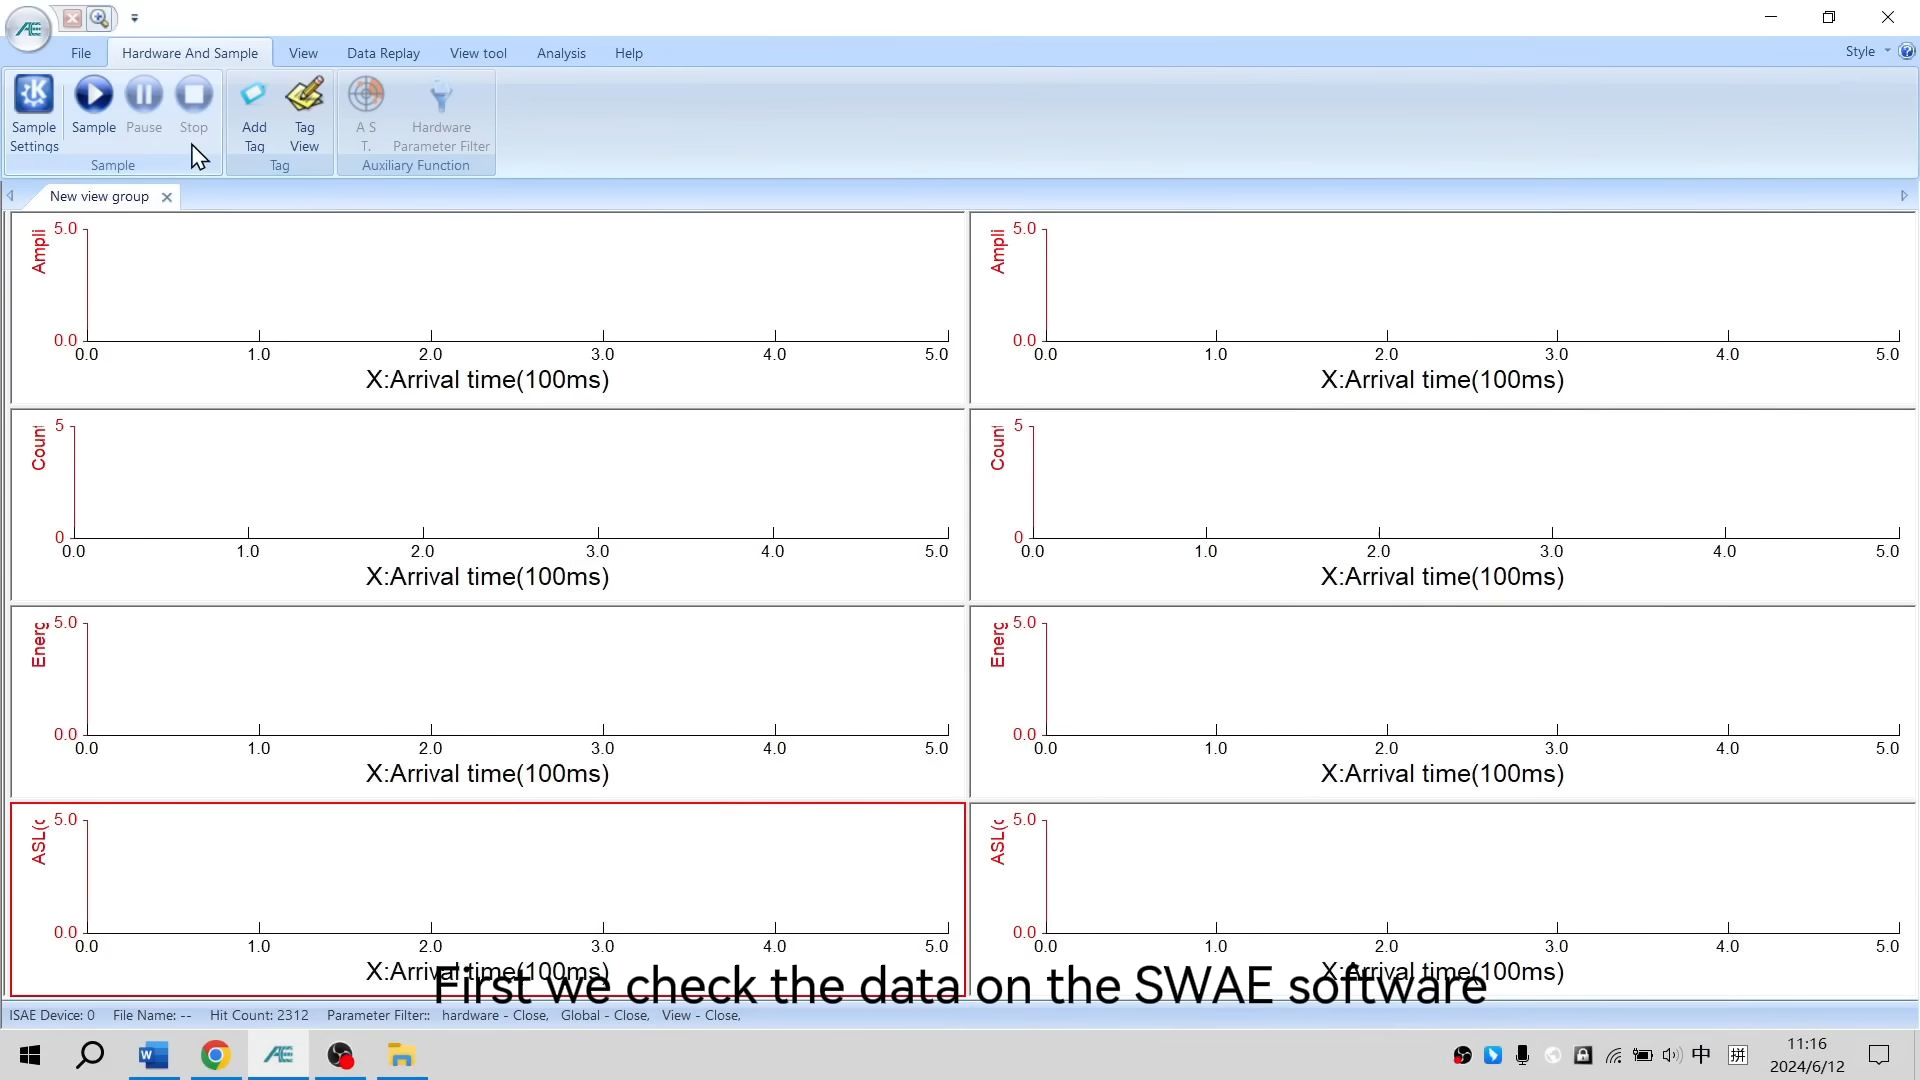 File Hardware And Sample View Data Replay View tool Analysis Help Style
Sample Settings
Sample
Pause
Stop
Sample
Add Tag
Tag View
Tag
A S T.
Hardware Parameter Filter
Auxiliary Function
New view group
Ampli
5.0
0.0
0.0 1.0 2.0 3.0 4.0 5.0
X:Arrival time(100ms)
Ampli
5.0
0.0
0.0 1.0 2.0 3.0 4.0 5.0
X:Arrival time(100ms)
Count
5
0
0.0 1.0 2.0 3.0 4.0 5.0
X:Arrival time(100ms)
Count
5
0
0.0 1.0 2.0 3.0 4.0 5.0
X:Arrival time(100ms)
Energ
5.0
0.0
0.0 1.0 2.0 3.0 4.0 5.0
X:Arrival time(100ms)
Energ
5.0
0.0
0.0 1.0 2.0 3.0 4.0 5.0
X:Arrival time(100ms)
ASL(
5.0
0.0
0.0 1.0 2.0 3.0 4.0 5.0
X:Arrival time(100ms)
ASL(
5.0
0.0
0.0 1.0 2.0 3.0 4.0 5.0
X:Arrival time(100ms)
First we check the data on the SWAE software
ISAE Device: 0 File Name: -- Hit Count: 2312 Parameter Filter:: hardware - Close, Global - Close, View - Close,
中 拼 11:16
2024/6/12